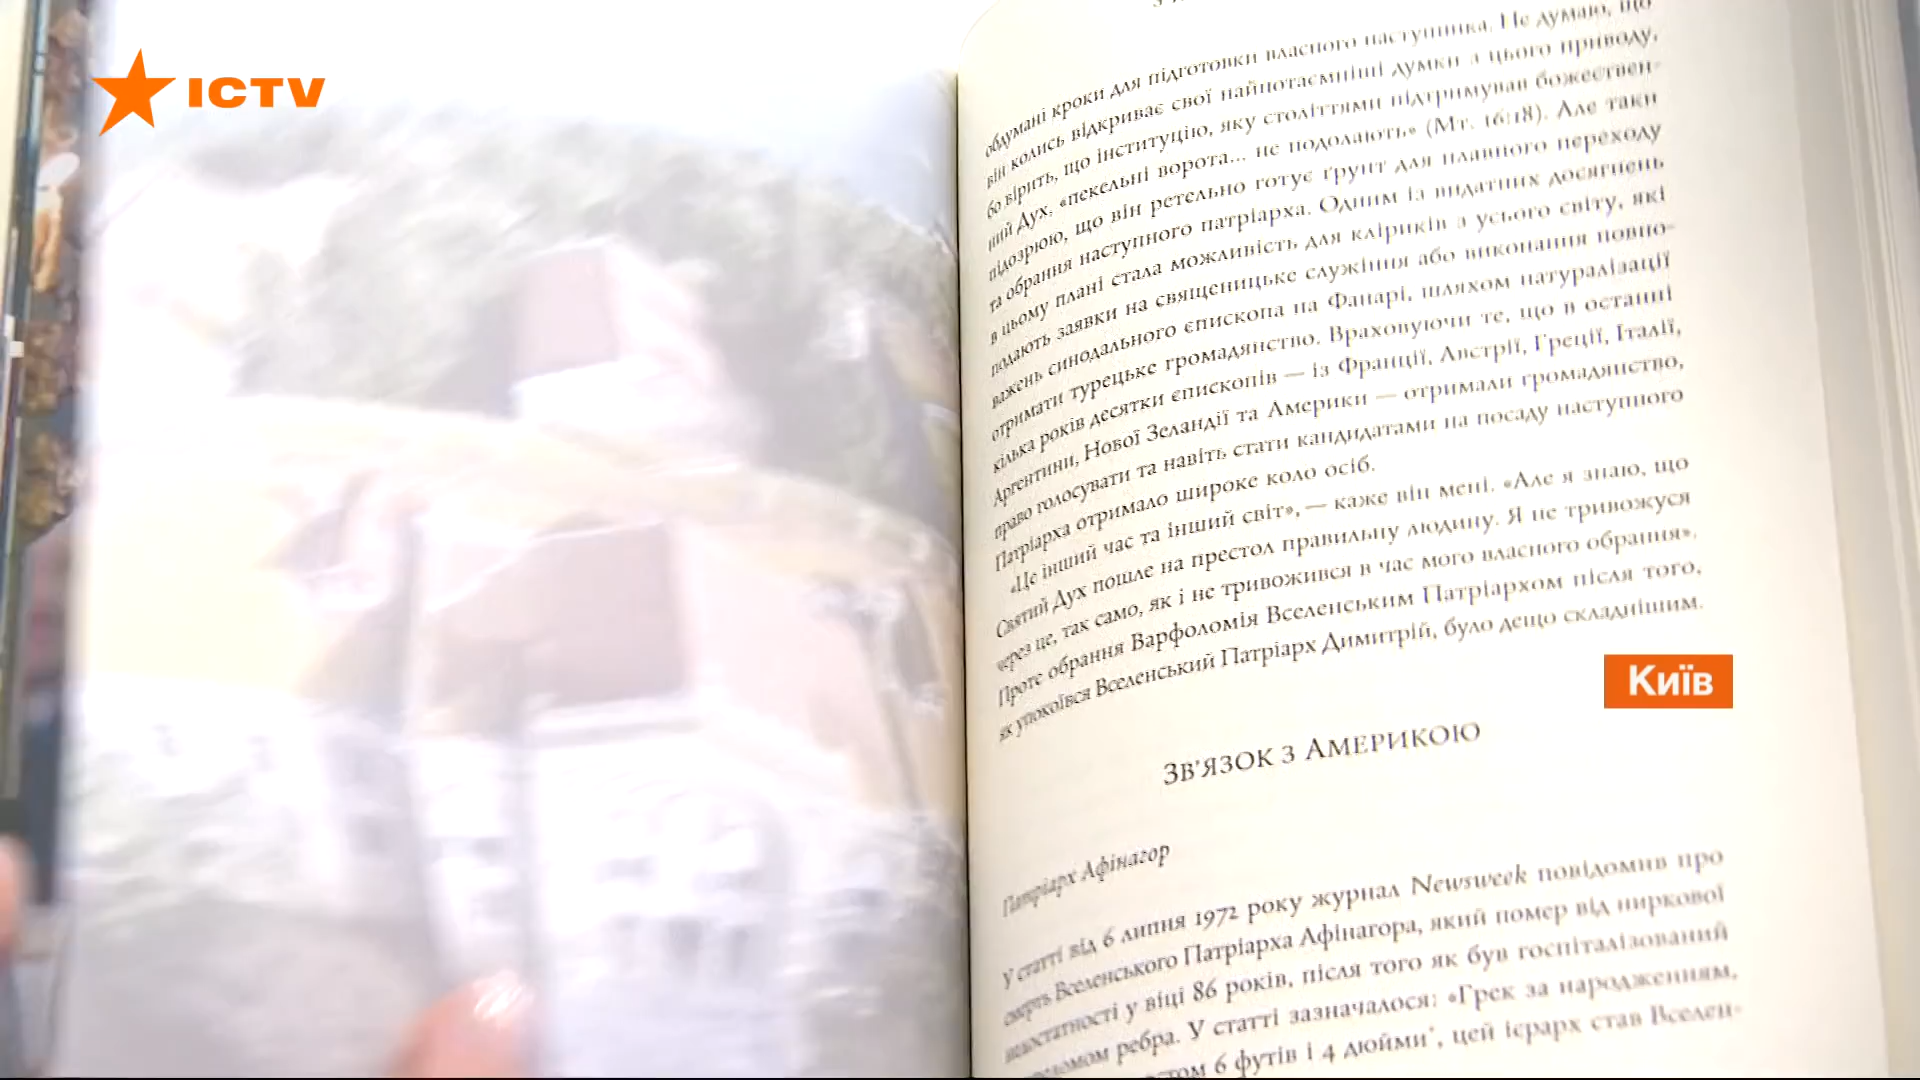 ICTV
обдумані кроки для підготовки власного наступника. Не думаю, що
він колись відкриває свої найпотаємніші думки з цього приводу,
бо вірить, що інституцію, яку століттями підтримував божествен-
ний Дух, «пекельні ворота... не подолають» (Мт. 16:18). Але таки
підозрюю, що він ретельно готує ґрунт для плавного переходу
та обрання наступного патріарха. Одним із видатних досягнень
в цьому плані стала можливість для кліриків з усього світу, які
подають заявки на священицьке служіння або виконання повно-
важень синодального єпископа на Фанарі, шляхом натуралізації
отримати турецьке громадянство. Враховуючи те, що в останні
кілька років десятки єпископів — із Франції, Австрії, Греції, Італії,
Аргентини, Нової Зеландії та Америки — отримали громадянство,
право голосувати та навіть стати кандидатами на посаду наступного
Патріарха отримало широке коло осіб.
«Це інший час та інший світ», — каже він мені. «Але я знаю, що
Святий Дух пошле на престол правильну людину. Я не тривожуся
через це, так само, як і не тривожився в час мого власного обрання».
Проте обрання Варфоломія Вселенським Патріархом після того,
як упокоївся Вселенський Патріарх Димитрій, було дещо складнішим.
Київ
Зв’язок з Америкою
Патріарх Афінагор
У статті від 6 липня 1972 року журнал Newsweek повідомив про
смерть Вселенського Патріарха Афінагора, який помер від ниркової
недостатності у віці 86 років, після того як був госпіталізований
ребра. У статті зазначалося: «Грек за народженням,
6 футів і 4 дюйми*, цей ієрарх став Вселен-